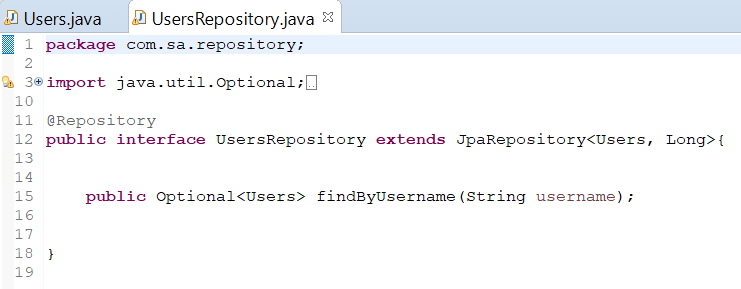 Users.java UsersRepository.java
1 package com.sa.repository;
2
3 import java.util.Optional;
10
11 @Repository
12 public interface UsersRepository extends JpaRepository<Users, Long>{
13
14
15 public Optional<Users> findByUsername(String username);
16
17
18 }
19